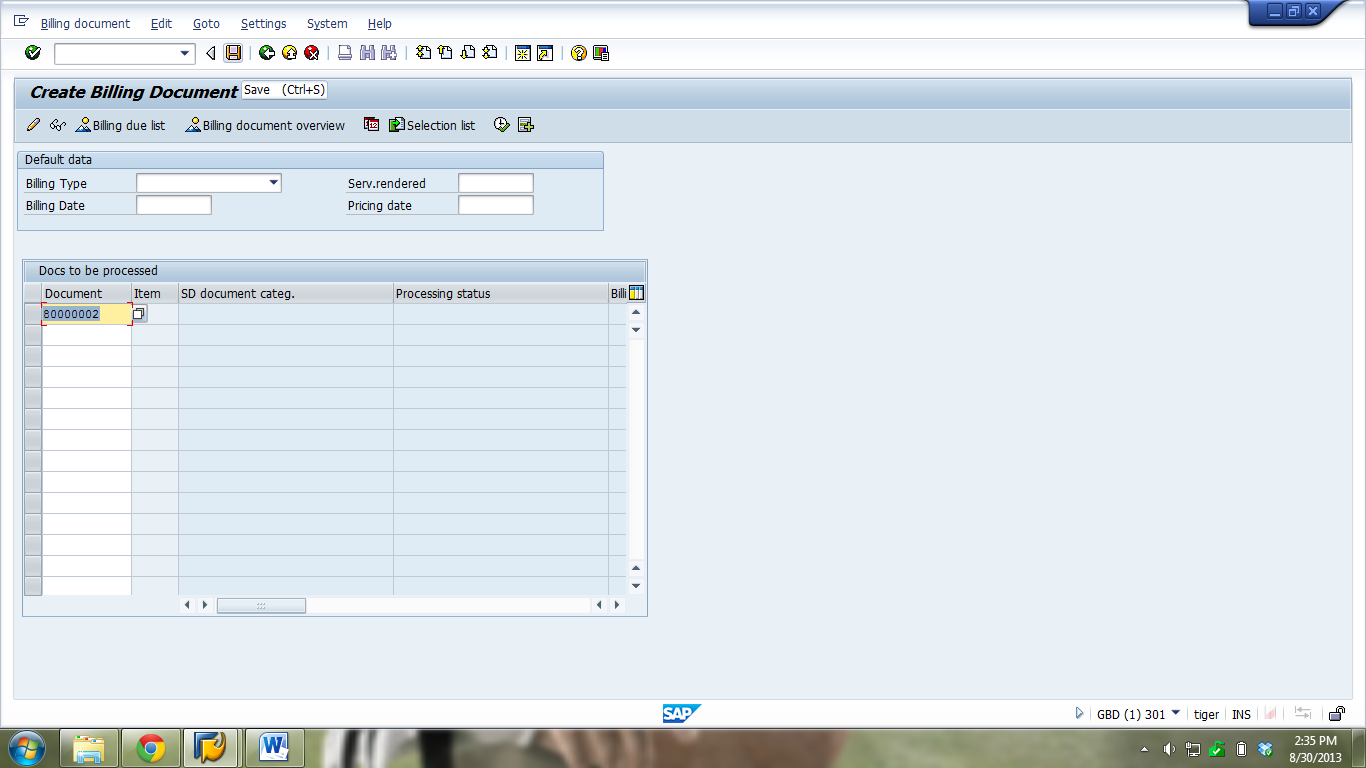 Billing document Edit Goto Settings System Help
Create Billing Document Save (Ctrl+S)
Billing due list Billing document overview Selection list
Default data
Billing Type Serv.rendered
Billing Date Pricing date
Docs to be processed
Document Item SD document categ. Processing status Billi
80000002
SAP
GBD (1) 301 tiger INS
2:35 PM
8/30/2013